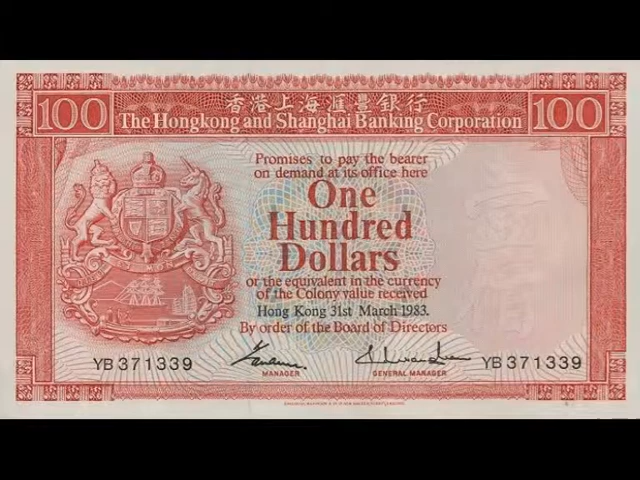 香港上海匯豐銀行
100 The Hongkong and Shanghai Banking Corporation 100
Promises to pay the bearer
on demand at its office here
One
Hundred
Dollars
or the equivalent in the currency
of the Colony value received
Hong Kong 31st March 1983.
By order of the Board of Directors
YB 371339
MANAGER
GENERAL MANAGER
YB 371339